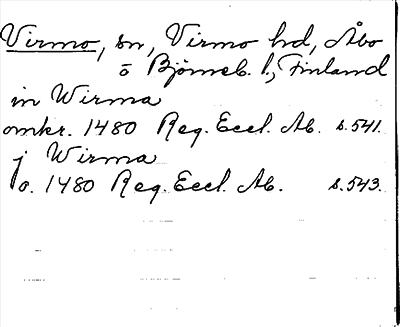 Virmo, sn, Virmo hd, Åbo
o Björneb. l., Finland
in Wirma
omkr. 1480 Reg. Eccl. Ab. s. 541.
j Wirma
o. 1480 Reg. Eccl. Ab. s. 543.